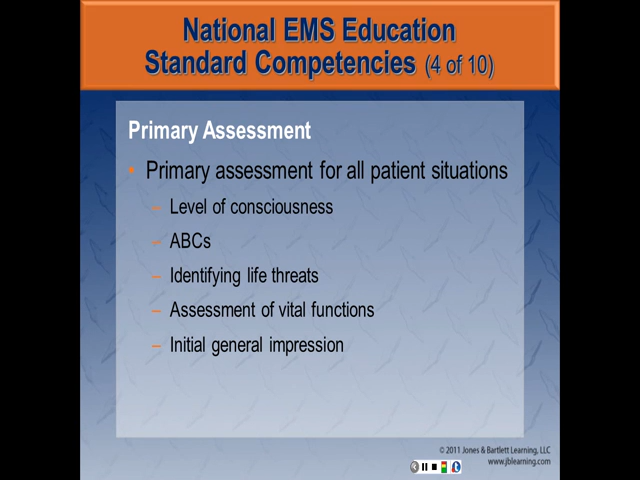 National EMS Education
Standard Competencies (4 of 10)
Primary Assessment
• Primary assessment for all patient situations
– Level of consciousness
– ABCs
– Identifying life threats
– Assessment of vital functions
– Initial general impression
© 2011 Jones & Bartlett Learning, LLC
www.jblearning.com